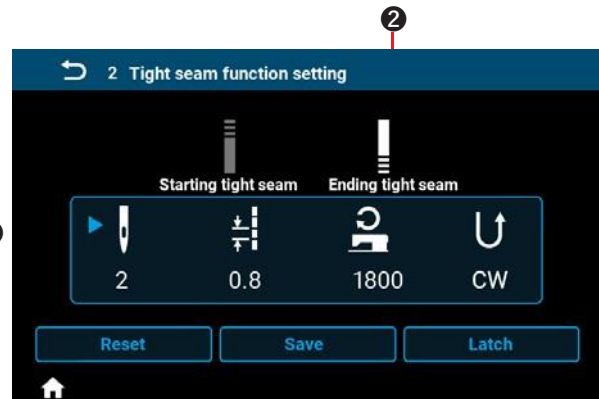 ❷
2 Tight seam function setting
Starting tight seam Ending tight seam
2 0.8 1800 CW
Reset Save Latch